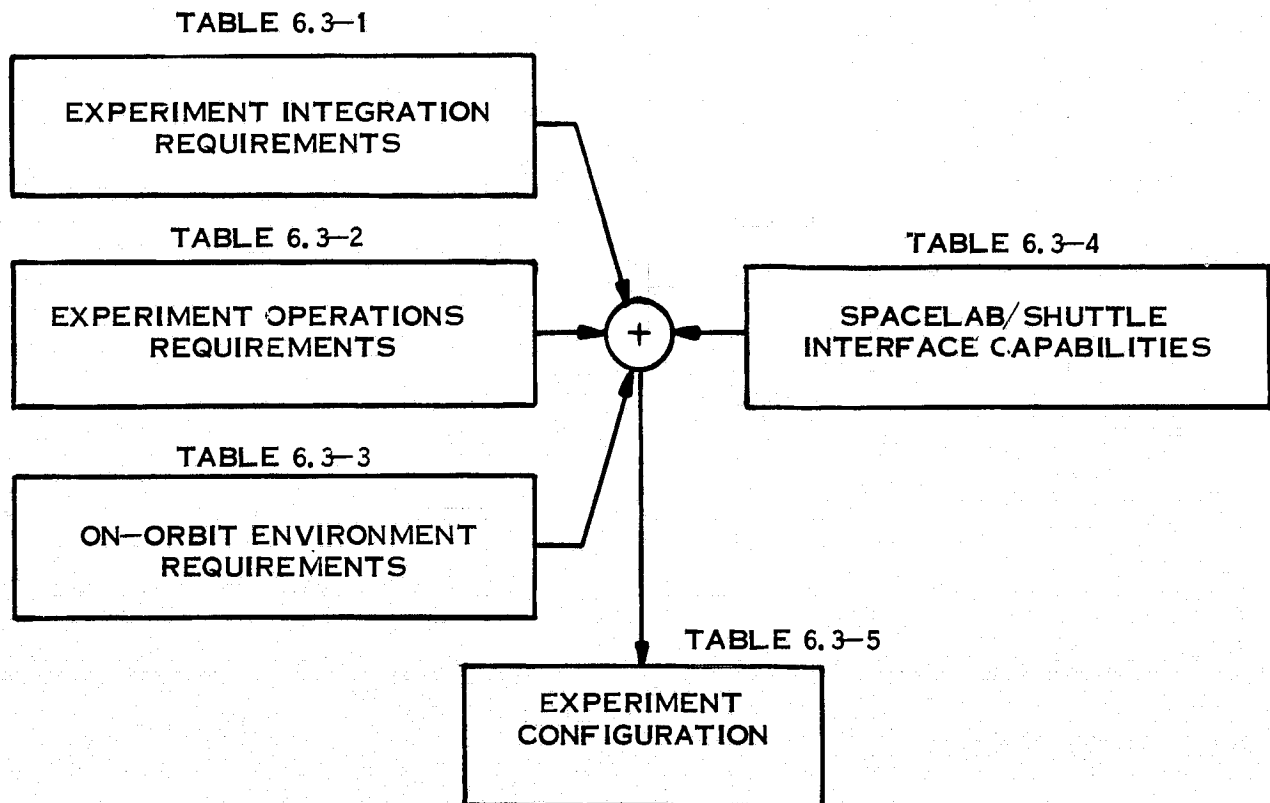 TABLE 6.3-1
EXPERIMENT INTEGRATION
REQUIREMENTS
TABLE 6.3-2
EXPERIMENT OPERATIONS
REQUIREMENTS
TABLE 6.3-3
ON-ORBIT ENVIRONMENT
REQUIREMENTS
+
TABLE 6.3-4
SPACELAB/SHUTTLE
INTERFACE CAPABILITIES
TABLE 6.3-5
EXPERIMENT
CONFIGURATION